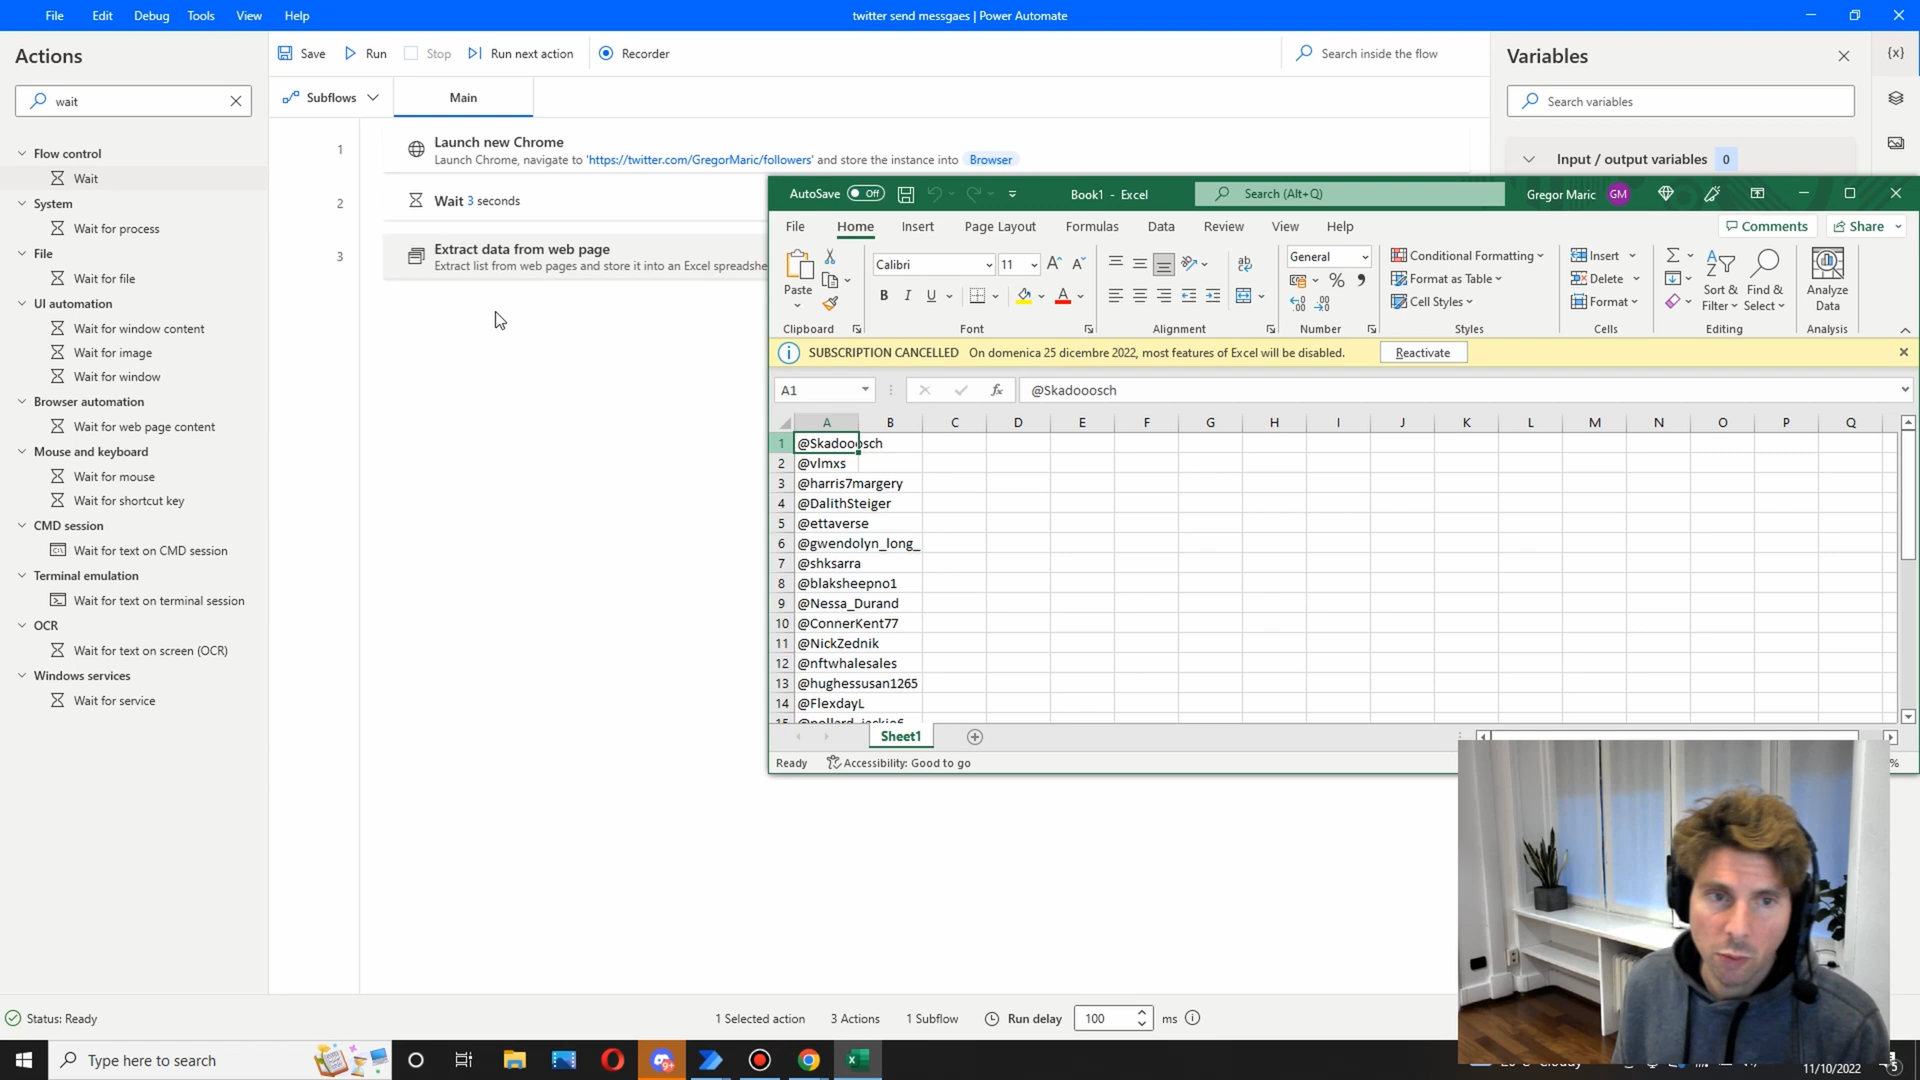 File Edit Debug Tools View Help
twitter send messgaes | Power Automate
Actions
wait
Flow control
Wait
System
Wait for process
File
Wait for file
UI automation
Wait for window content
Wait for image
Wait for window
Browser automation
Wait for web page content
Mouse and keyboard
Wait for mouse
Wait for shortcut key
CMD session
Wait for text on CMD session
Terminal emulation
Wait for text on terminal session
OCR
Wait for text on screen (OCR)
Windows services
Wait for service
Save Run Stop Run next action Recorder
Search inside the flow
Subflows Main
1 Launch new Chrome
Launch Chrome, navigate to 'https://twitter.com/GregorMaric/followers' and store the instance into Browser
2 Wait 3 seconds
3 Extract data from web page
Extract list from web pages and store it into an Excel spreadshe
Variables {x}
Search variables
Input / output variables 0
AutoSave Off Book1 - Excel Search (Alt+Q) Gregor Maric GM
File Home Insert Page Layout Formulas Data Review View Help Comments Share
Paste
Clipboard
Calibri 11
B I U
Font
Alignment
General
Number
Conditional Formatting
Format as Table
Cell Styles
Styles
Insert
Delete
Format
Cells
Sort & Filter
Find & Select
Editing
Analyze Data
Analysis
SUBSCRIPTION CANCELLED On domenica 25 dicembre 2022, most features of Excel will be disabled. Reactivate
A1 fx @Skadooosch
A B C D E F G H I J K L M N O P Q
1 @Skadooosch
2 @vlmxs
3 @harris7margery
4 @DalithSteiger
5 @ettaverse
6 @gwendolyn_long_
7 @shksarra
8 @blaksheepno1
9 @Nessa_Durand
10 @ConnerKent77
11 @NickZednik
12 @nftwhalesales
13 @hughessusan1265
14 @FlexdayL
15
Sheet1
Ready Accessibility: Good to go %
Status: Ready 1 Selected action 3 Actions 1 Subflow Run delay 100 ms
Type here to search
9+
11/10/2022 5